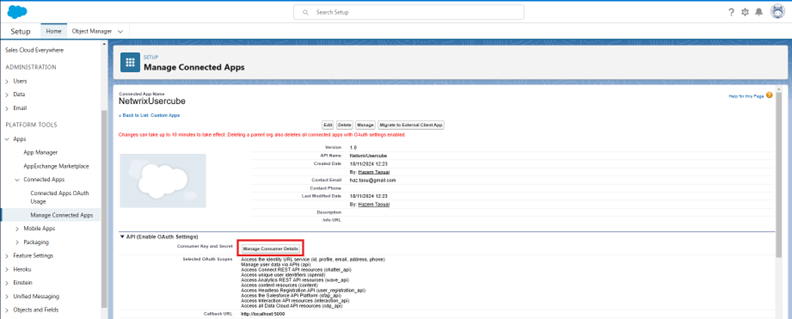 Search Setup
Setup
Home
Object Manager
Sales Cloud Everywhere
ADMINISTRATION
Users
Data
Email
PLATFORM TOOLS
Apps
App Manager
AppExchange Marketplace
Connected Apps
Connected Apps OAuth
Usage
Manage Connected Apps
Mobile Apps
Packaging
Feature Settings
Heroku
Einstein
Unified Messaging
Objects and Fields
SETUP
Manage Connected Apps
Connected App Name
NetwrixUsercube
Help for this Page
« Back to List: Custom Apps
Edit Delete Manage Migrate to External Client App
Changes can take up to 10 minutes to take effect. Deleting a parent org also deletes all connected apps with OAuth settings enabled.
Version 1.0
API Name NetwrixUsercube
Created Date 18/11/2024 12:23
By: Hazem Taoual
Contact Email haz.taou@gmail.com
Contact Phone
Last Modified Date 18/11/2024 12:23
By: Hazem Taoual
Description
Info URL
API (Enable OAuth Settings)
Consumer Key and Secret Manage Consumer Details
Selected OAuth Scopes Access the identity URL service (id, profile, email, address, phone)
Manage user data via APIs (api)
Access Connect REST API resources (chatter_api)
Access unique user identifiers (openid)
Access Analytics REST API resources (wave_api)
Access content resources (content)
Access Headless Registration API (user_registration_api)
Access the Salesforce API Platform (sfap_api)
Access Interaction API resources (interaction_api)
Access all Data Cloud API resources (cdp_api)
Callback URL http://localhost:5000